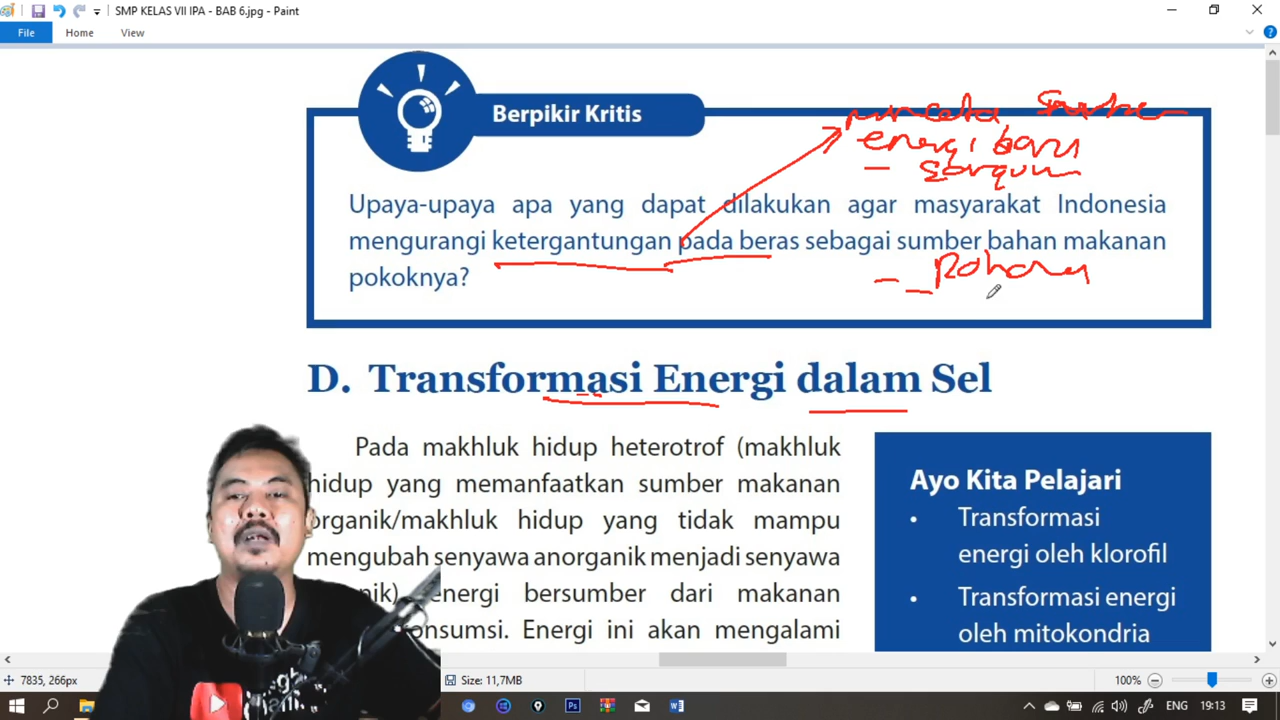 SMP KELAS VII IPA - BAB 6.jpg - Paint
File Home View
Berpikir Kritis
energi baru
- Sorgum
Upaya-upaya apa yang dapat dilakukan agar masyarakat Indonesia
mengurangi ketergantungan pada beras sebagai sumber bahan makanan
pokoknya?
D. Transformasi Energi dalam Sel
Pada makhluk hidup heterotrof (makhluk
hidup yang memanfaatkan sumber makanan
organik/makhluk hidup yang tidak mampu
mengubah senyawa anorganik menjadi senyawa
energi bersumber dari makanan
Energi ini akan mengalami
Ayo Kita Pelajari
• Transformasi
energi oleh klorofil
• Transformasi energi
oleh mitokondria
7835, 266px
Size: 11,7MB
100%
ENG
19:13